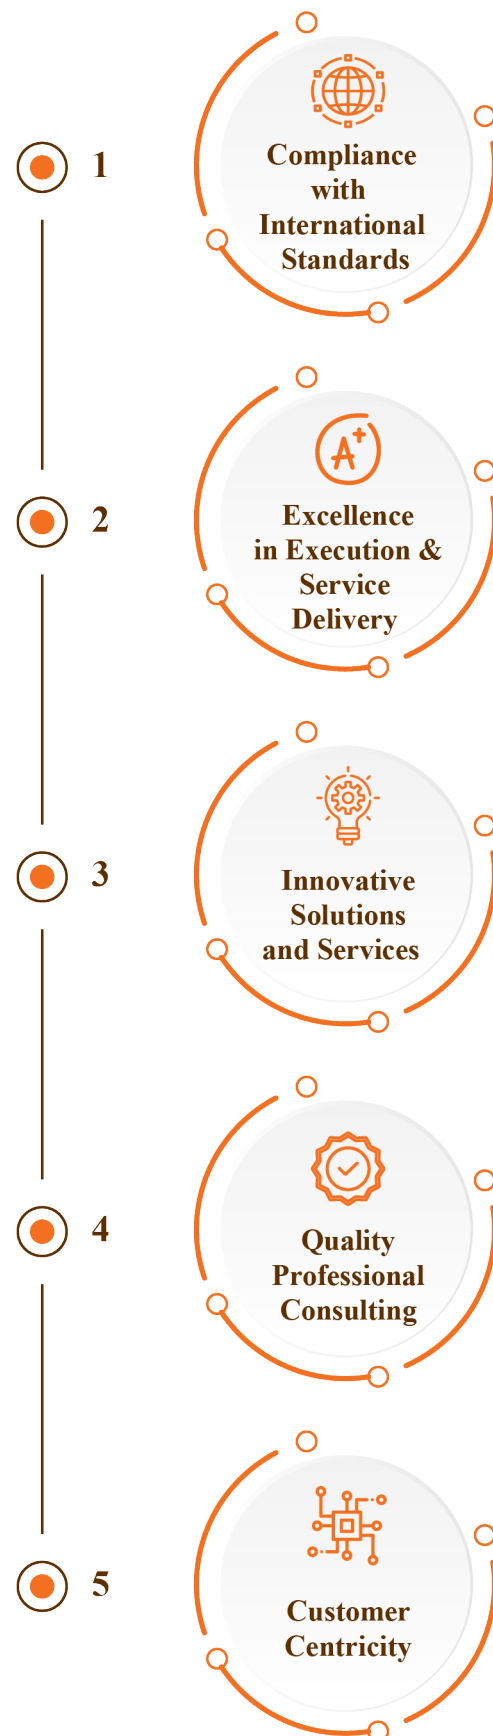 1
Compliance
with
International
Standards
A+
2
Excellence
in Execution &
Service
Delivery
3
Innovative
Solutions
and Services
4
Quality
Professional
Consulting
5
Customer
Centricity